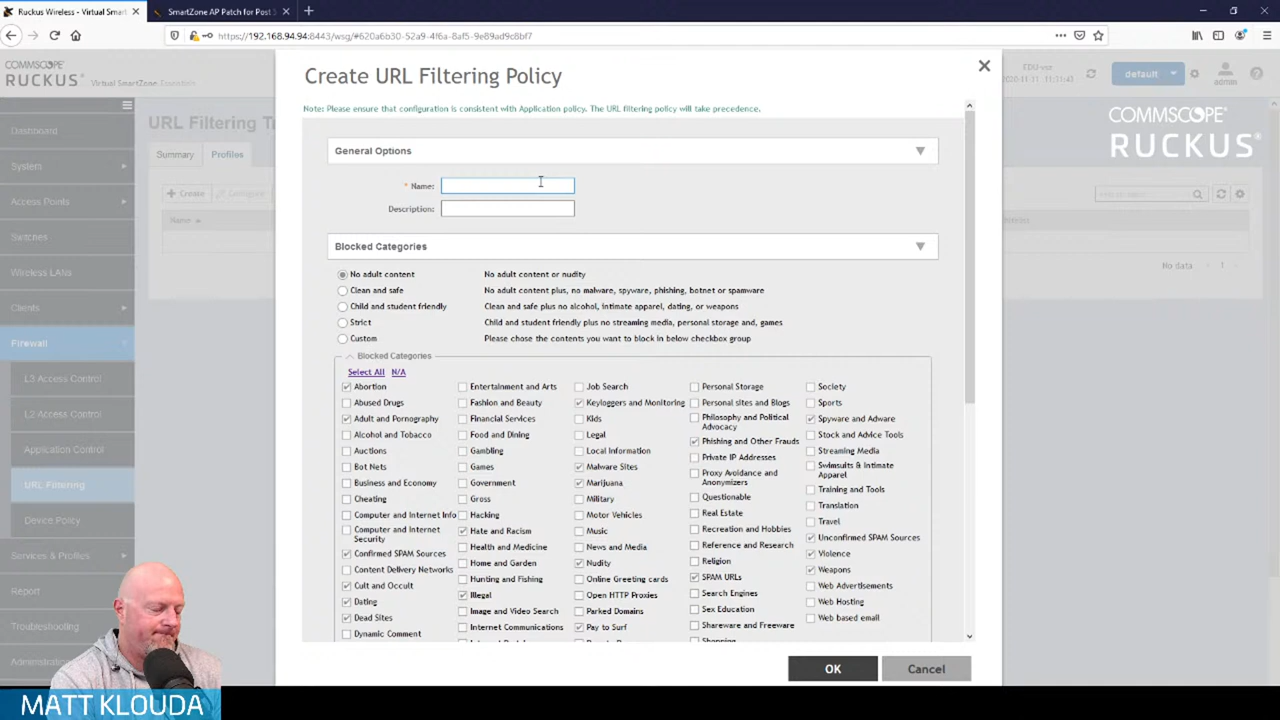 Ruckus Wireless - Virtual Smart
SmartZone AP Patch for Post
https://192.168.94.94:8443/wsg/#620a6b30-52a9-4f6a-8af5-9e89ad9c8bf7
COMMSCOPE
RUCKUS
Virtual SmartZone Essentials
EDU-vsz
default
admin
COMMSCOPE
RUCKUS
Dashboard
System
Access Points
Switches
Wireless LANs
Clients
Firewall
L3 Access Control
L2 Access Control
Application Control
URL Filtering
Device Policy
Services & Profiles
Report
Troubleshooting
URL Filtering
Summary
Profiles
Create
Configure
Name
No data
1
Create URL Filtering Policy
Note: Please ensure that configuration is consistent with Application policy. The URL filtering policy will take precedence.
General Options
* Name:
Description:
Blocked Categories
No adult content No adult content or nudity
Clean and safe No adult content plus, no malware, spyware, phishing, botnet or spamware
Child and student friendly Clean and safe plus no alcohol, intimate apparel, dating, or weapons
Strict Child and student friendly plus no streaming media, personal storage and, games
Custom Please chose the contents you want to block in below checkbox group
Blocked Categories
Select All N/A
Abortion
Abused Drugs
Adult and Pornography
Alcohol and Tobacco
Auctions
Bot Nets
Business and Economy
Cheating
Computer and Internet Info
Computer and Internet
Security
Confirmed SPAM Sources
Content Delivery Networks
Cult and Occult
Dating
Dead Sites
Dynamic Comment
Entertainment and Arts
Fashion and Beauty
Financial Services
Food and Dining
Gambling
Games
Government
Gross
Hacking
Hate and Racism
Health and Medicine
Home and Garden
Hunting and Fishing
Illegal
Image and Video Search
Internet Communications
Job Search
Keyloggers and Monitoring
Kids
Legal
Local Information
Malware Sites
Marijuana
Military
Motor Vehicles
Music
News and Media
Nudity
Online Greeting cards
Open HTTP Proxies
Parked Domains
Pay to Surf
Personal Storage
Personal sites and Blogs
Philosophy and Political
Advocacy
Phishing and Other Frauds
Private IP Addresses
Proxy Avoidance and
Anonymizers
Questionable
Real Estate
Recreation and Hobbies
Reference and Research
Religion
SPAM URLs
Search Engines
Sex Education
Shareware and Freeware
Shopping
Society
Sports
Spyware and Adware
Stock and Advice Tools
Streaming Media
Swimsuits & Intimate
Apparel
Training and Tools
Translation
Travel
Unconfirmed SPAM Sources
Violence
Weapons
Web Advertisements
Web Hosting
Web based email
OK
Cancel
MATT KLOUDA